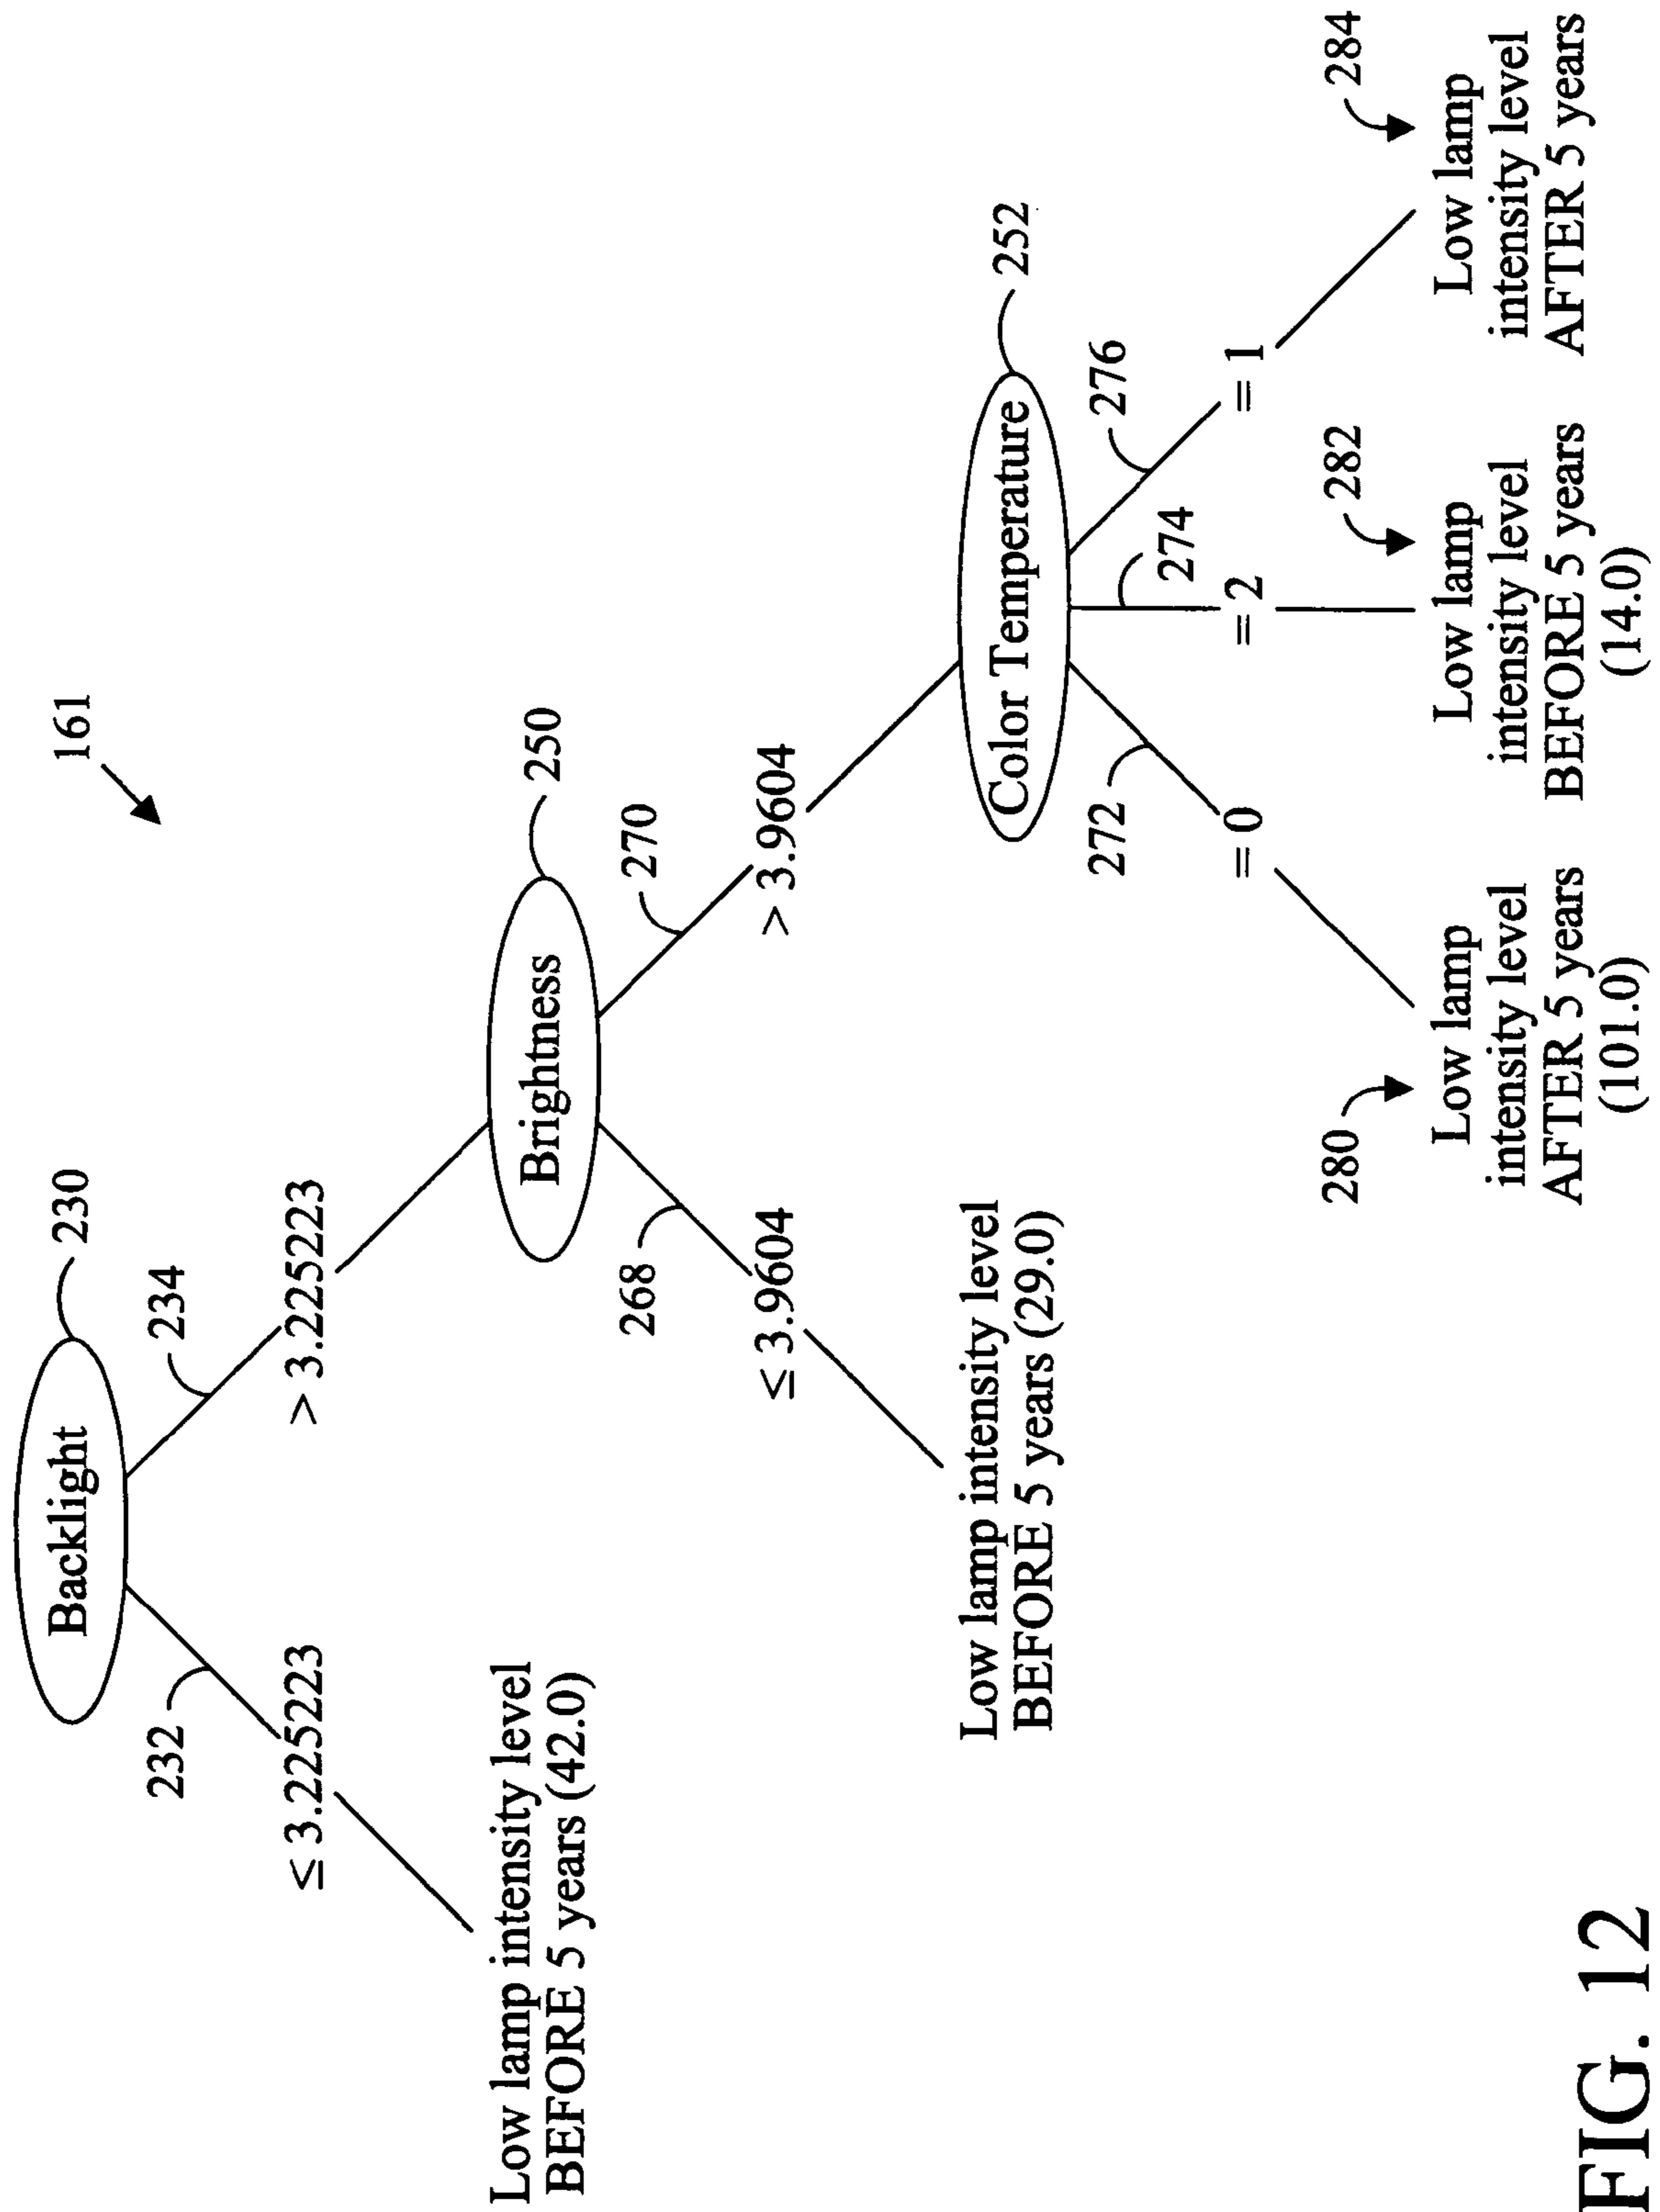 161
Backlight
230
232
234
≤ 3.225223
> 3.225223
Low lamp intensity level
BEFORE 5 years (42.0)
Brightness
250
268
270
≤ 3.9604
> 3.9604
Low lamp intensity level
BEFORE 5 years (29.0)
Color Temperature
252
272
274
276
= 0
= 2
= 1
280
Low lamp
intensity level
AFTER 5 years
(101.0)
282
Low lamp
intensity level
BEFORE 5 years
(14.0)
284
Low lamp
intensity level
AFTER 5 years
FIG. 12